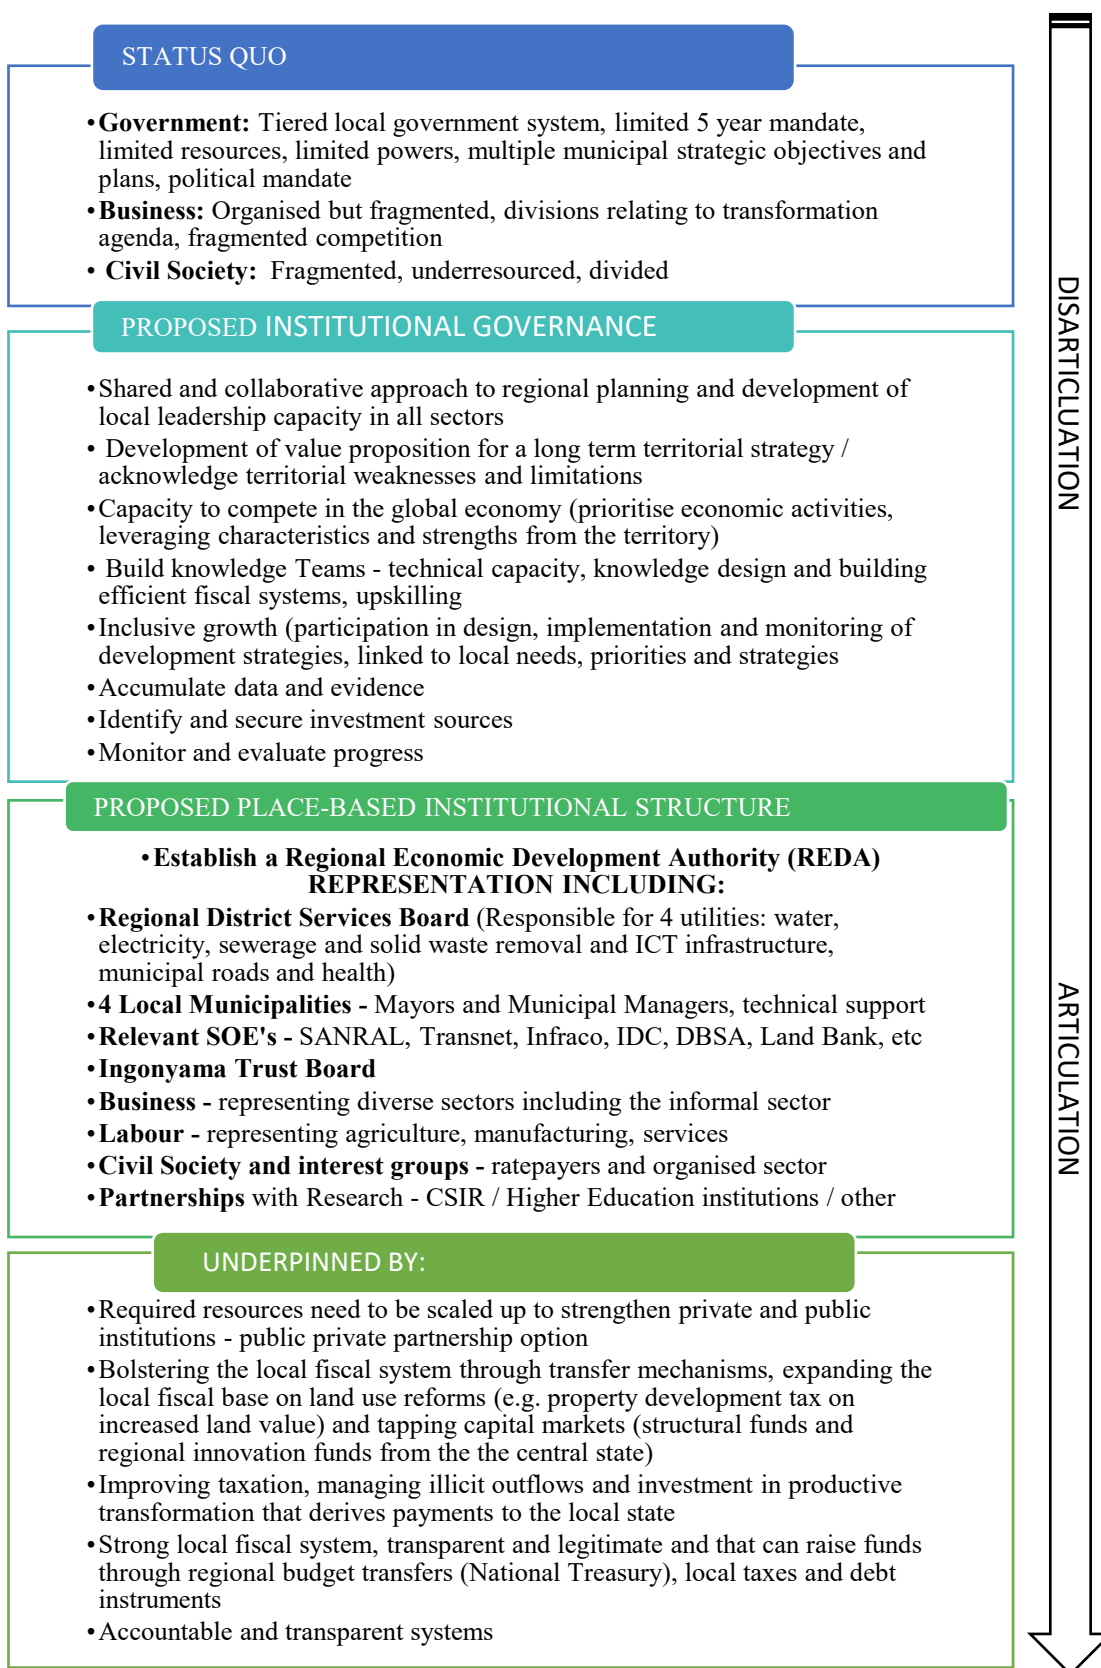 STATUS QUO
•Government: Tiered local government system, limited 5 year mandate,
limited resources, limited powers, multiple municipal strategic objectives and
plans, political mandate
•Business: Organised but fragmented, divisions relating to transformation
agenda, fragmented competition
• Civil Society: Fragmented, underresourced, divided
PROPOSED INSTITUTIONAL GOVERNANCE
•Shared and collaborative approach to regional planning and development of
local leadership capacity in all sectors
• Development of value proposition for a long term territorial strategy /
acknowledge territorial weaknesses and limitations
•Capacity to compete in the global economy (prioritise economic activities,
leveraging characteristics and strengths from the territory)
• Build knowledge Teams - technical capacity, knowledge design and building
efficient fiscal systems, upskilling
•Inclusive growth (participation in design, implementation and monitoring of
development strategies, linked to local needs, priorities and strategies
•Accumulate data and evidence
•Identify and secure investment sources
•Monitor and evaluate progress
PROPOSED PLACE-BASED INSTITUTIONAL STRUCTURE
•Establish a Regional Economic Development Authority (REDA)
REPRESENTATION INCLUDING:
•Regional District Services Board (Responsible for 4 utilities: water,
electricity, sewerage and solid waste removal and ICT infrastructure,
municipal roads and health)
•4 Local Municipalities - Mayors and Municipal Managers, technical support
•Relevant SOE's - SANRAL, Transnet, Infraco, IDC, DBSA, Land Bank, etc
•Ingonyama Trust Board
•Business - representing diverse sectors including the informal sector
•Labour - representing agriculture, manufacturing, services
•Civil Society and interest groups - ratepayers and organised sector
•Partnerships with Research - CSIR / Higher Education institutions / other
UNDERPINNED BY:
•Required resources need to be scaled up to strengthen private and public
institutions - public private partnership option
•Bolstering the local fiscal system through transfer mechanisms, expanding the
local fiscal base on land use reforms (e.g. property development tax on
increased land value) and tapping capital markets (structural funds and
regional innovation funds from the the central state)
•Improving taxation, managing illicit outflows and investment in productive
transformation that derives payments to the local state
•Strong local fiscal system, transparent and legitimate and that can raise funds
through regional budget transfers (National Treasury), local taxes and debt
instruments
•Accountable and transparent systems
DISARTICLUATION
ARTICULATION